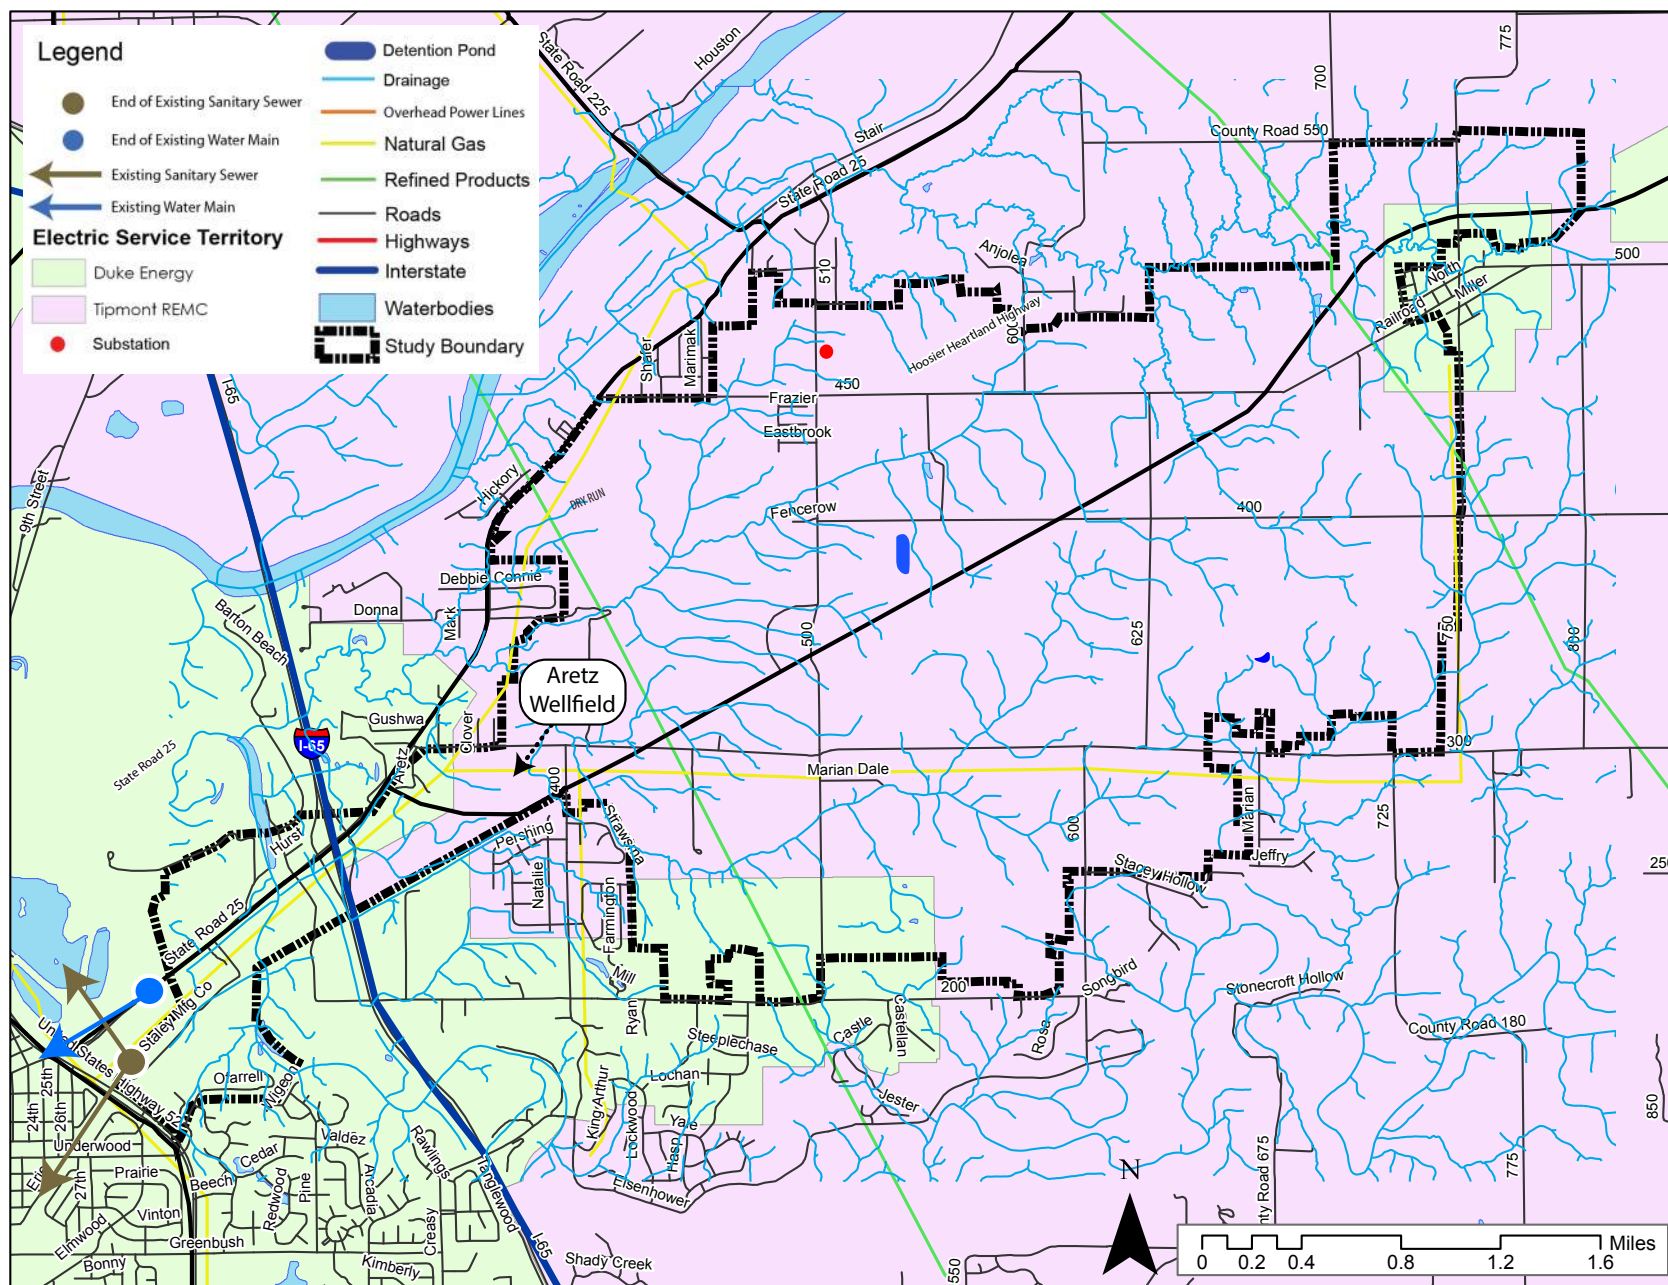 Legend
End of Existing Sanitary Sewer
End of Existing Water Main
Existing Sanitary Sewer
Existing Water Main
Electric Service Territory
Duke Energy
Tipmont REMC
Substation
Detention Pond
Drainage
Overhead Power Lines
Natural Gas
Refined Products
Roads
Highways
Interstate
Waterbodies
Study Boundary
State Road 225
Houston
Stair
State Road 25
700
775
County Road 550
Anjolea
510
600
Hoosier Heartland Highway
North
Miller
Railroad
500
Shafer
Marimak
450
Frazier
Eastbrook
I-65
9th Street
Hickory
DRY RUN
Fencerow
400
Debbie
Connie
Donna
Mark
Barton Beach
500
625
750
800
Aretz
Wellfield
Gushwa
Clover
I-65
State Road 25
Aretz
300
Marian Dale
400
Hurst
Pershing
Natalie
Farmington
600
Marian
725
Jeffry
Stacey Hollow
State Road 25
Mill
200
Songbird
Stonecroft Hollow
Staley Mfg Co
Ryan
Steeplechase
Castle
Castellan
Rosa
County Road 180
United States Highway 52
Ofarrell
Wigeon
Lochan
King Arthur
Lockwood
Jester
Yale
850
24th
25th
26th
Underwood
Valdez
Cedar
Rawlings
Prairie
27th
Beech
Redwood
Pine
Arcadia
Tanglewood
Eisenhower
N
775
Vinton
Elmwood
Greenbush
Creasy
Bonny
Kimberly
I-65
Shady Creek
550
0
0.2
0.4
0.8
1.2
1.6
Miles